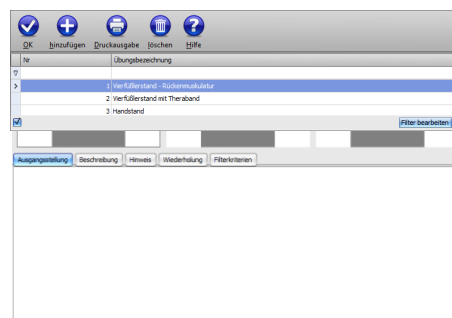 OK hinzufügen Druckausgabe löschen Hilfe
Nr Übungsbezeichnung
1 Vierfüßlerstand - Rückenmuskulatur
2 Vierfüßlerstand mit Theraband
3 Handstand
Filter bearbeiten
Ausgangsstellung Beschreibung Hinweis Wiederholung Filterkriterien